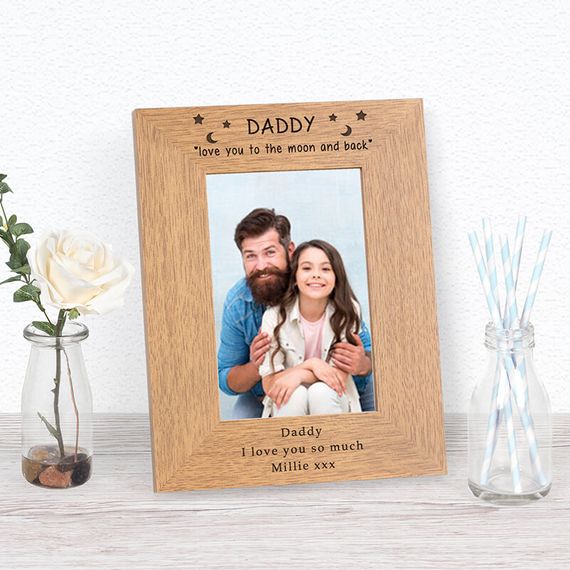 DADDY
"love you to the moon and back"
Daddy
I love you so much
Millie xxx